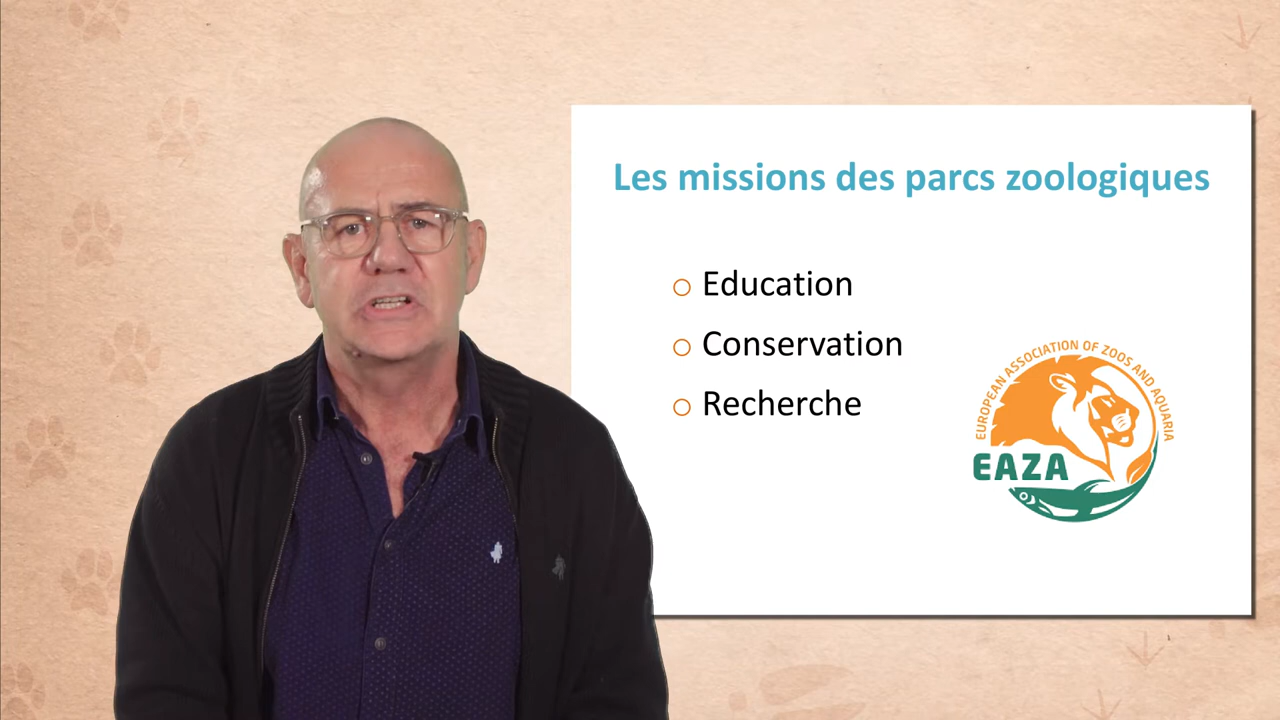 Les missions des parcs zoologiques
Education
Conservation
Recherche
EUROPEAN ASSOCIATION OF ZOOS AND AQUARIA
EAZA